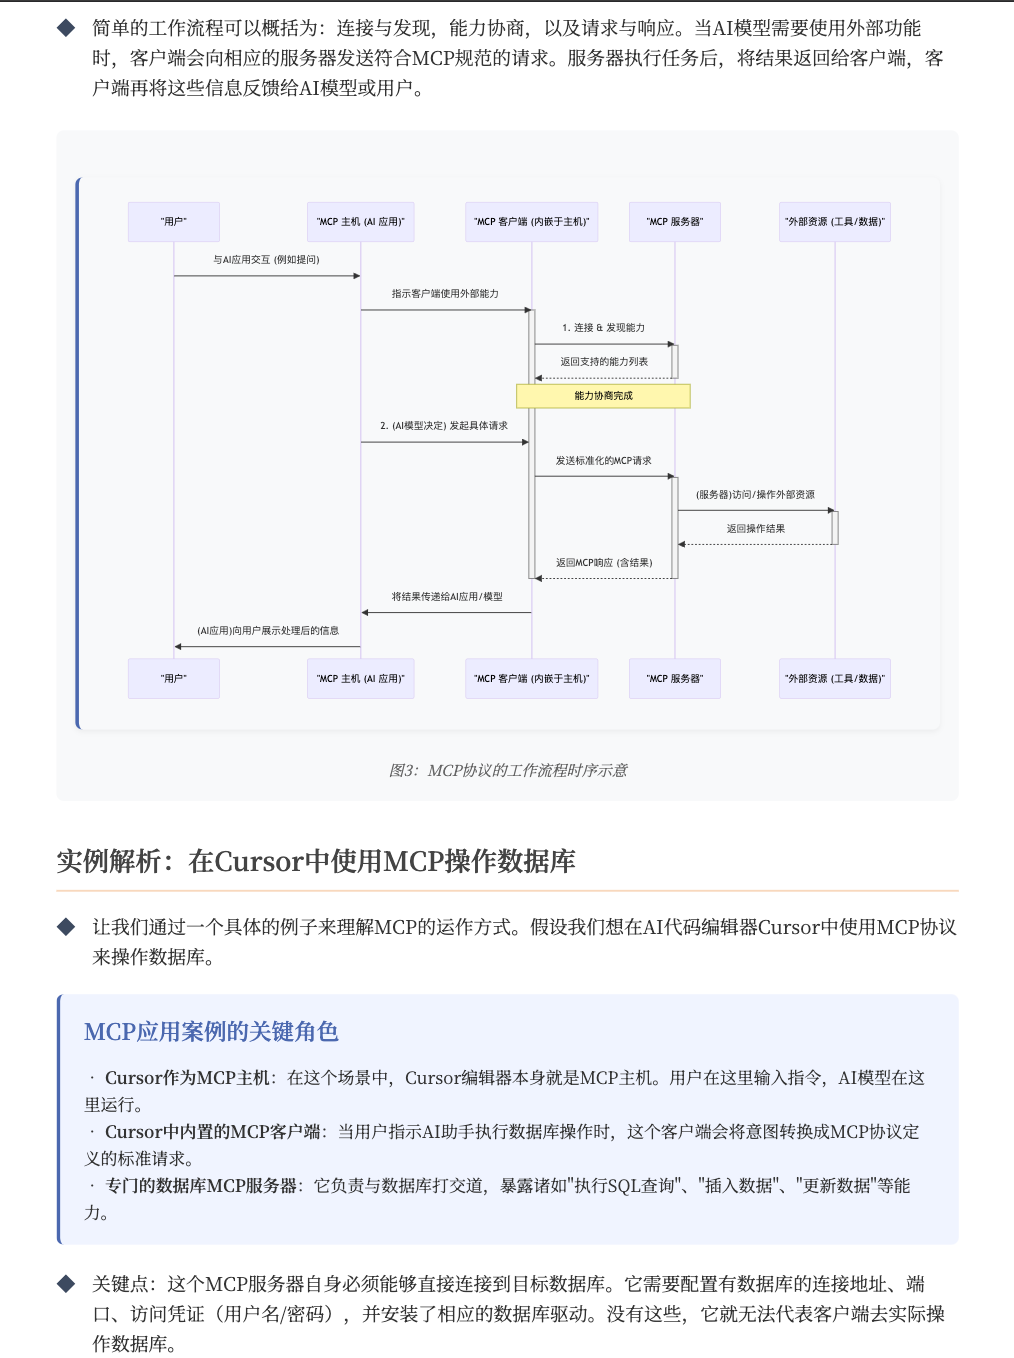 简单的工作流程可以概括为：连接与发现，能力协商，以及请求与响应。当AI模型需要使用外部功能
时，客户端会向相应的服务器发送符合MCP规范的请求。服务器执行任务后，将结果返回给客户端，客
户端再将这些信息反馈给AI模型或用户。
"用户" "MCP 主机 (AI 应用)" "MCP 客户端 (内嵌于主机)" "MCP 服务器" "外部资源 (工具/数据)"
与AI应用交互 (例如提问)
指示客户端使用外部能力
1. 连接 & 发现能力
返回支持的能力列表
能力协商完成
2. (AI模型决定) 发起具体请求
发送标准化的MCP请求
(服务器)访问/操作外部资源
返回操作结果
返回MCP响应 (含结果)
将结果传递给AI应用/模型
(AI应用)向用户展示处理后的信息
"用户" "MCP 主机 (AI 应用)" "MCP 客户端 (内嵌于主机)" "MCP 服务器" "外部资源 (工具/数据)"
图3：MCP协议的工作流程时序示意
实例解析：在Cursor中使用MCP操作数据库
让我们通过一个具体的例子来理解MCP的运作方式。假设我们想在AI代码编辑器Cursor中使用MCP协议
来操作数据库。
MCP应用案例的关键角色
· Cursor作为MCP主机：在这个场景中，Cursor编辑器本身就是MCP主机。用户在这里输入指令，AI模型在这
里运行。
· Cursor中内置的MCP客户端：当用户指示AI助手执行数据库操作时，这个客户端会将意图转换成MCP协议定
义的标准请求。
· 专门的数据库MCP服务器：它负责与数据库打交道，暴露诸如"执行SQL查询"、"插入数据"、"更新数据"等能
力。
关键点：这个MCP服务器自身必须能够直接连接到目标数据库。它需要配置有数据库的连接地址、端
口、访问凭证（用户名/密码），并安装了相应的数据库驱动。没有这些，它就无法代表客户端去实际操
作数据库。